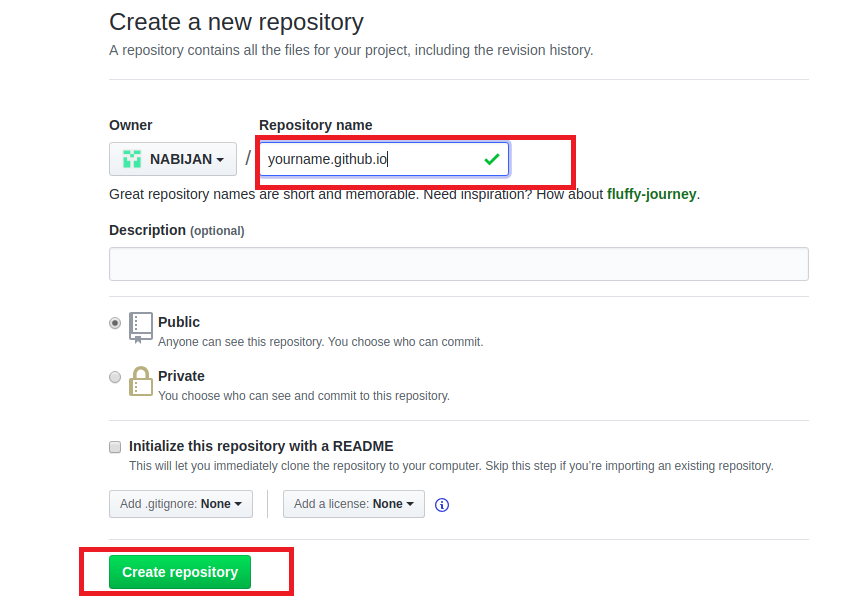 Create a new repository
A repository contains all the files for your project, including the revision history.
Owner Repository name
NABIJAN / yourname.github.io
Great repository names are short and memorable. Need inspiration? How about fluffy-journey.
Description (optional)
Public
Anyone can see this repository. You choose who can commit.
Private
You choose who can see and commit to this repository.
Initialize this repository with a README
This will let you immediately clone the repository to your computer. Skip this step if you’re importing an existing repository.
Add .gitignore: None Add a license: None
Create repository